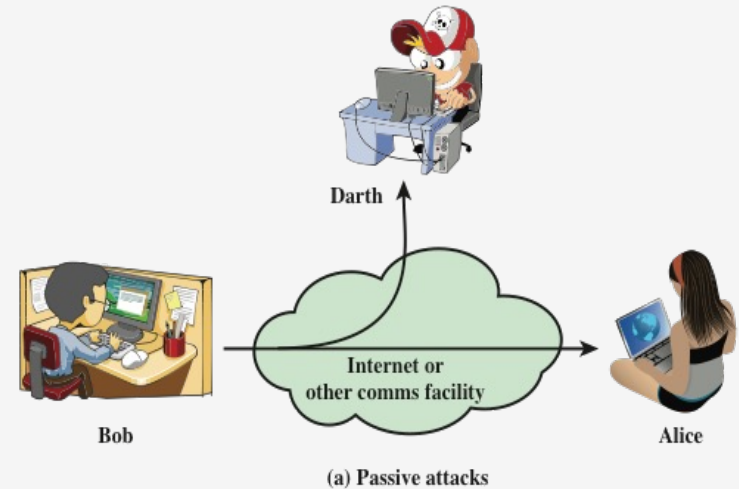 Darth
Internet or
other comms facility
Bob
Alice
(a) Passive attacks